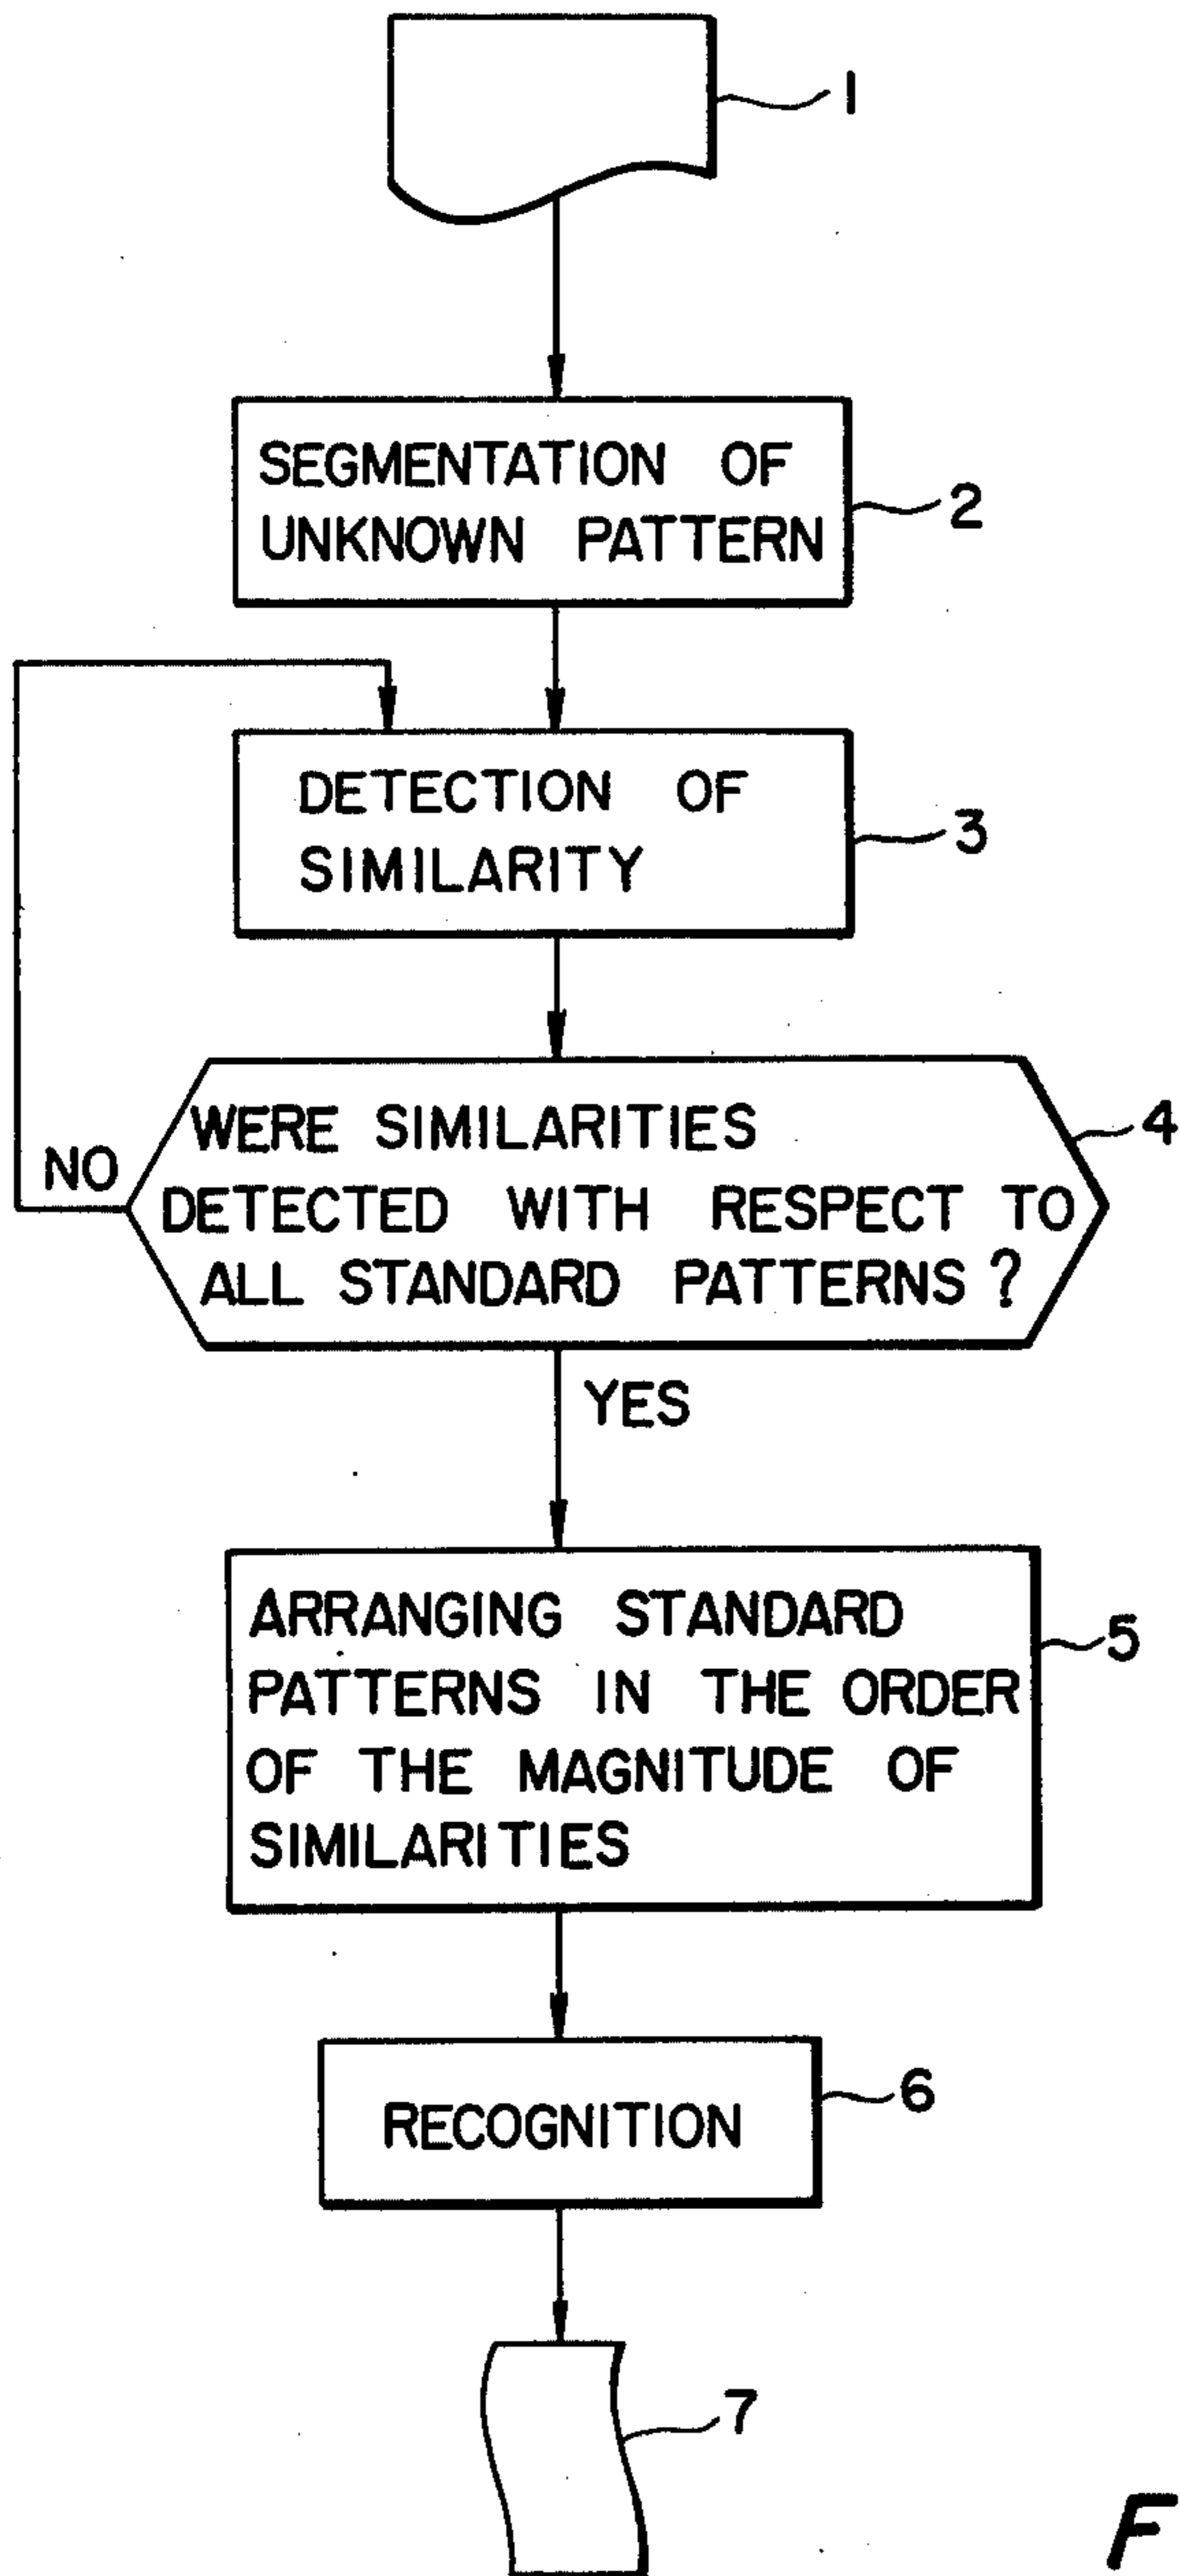 1
SEGMENTATION OF
UNKNOWN PATTERN
2
DETECTION OF
SIMILARITY
3
WERE SIMILARITIES
DETECTED WITH RESPECT TO
ALL STANDARD PATTERNS ?
4
NO
YES
ARRANGING STANDARD
PATTERNS IN THE ORDER
OF THE MAGNITUDE OF
SIMILARITIES
5
RECOGNITION
6
7
F